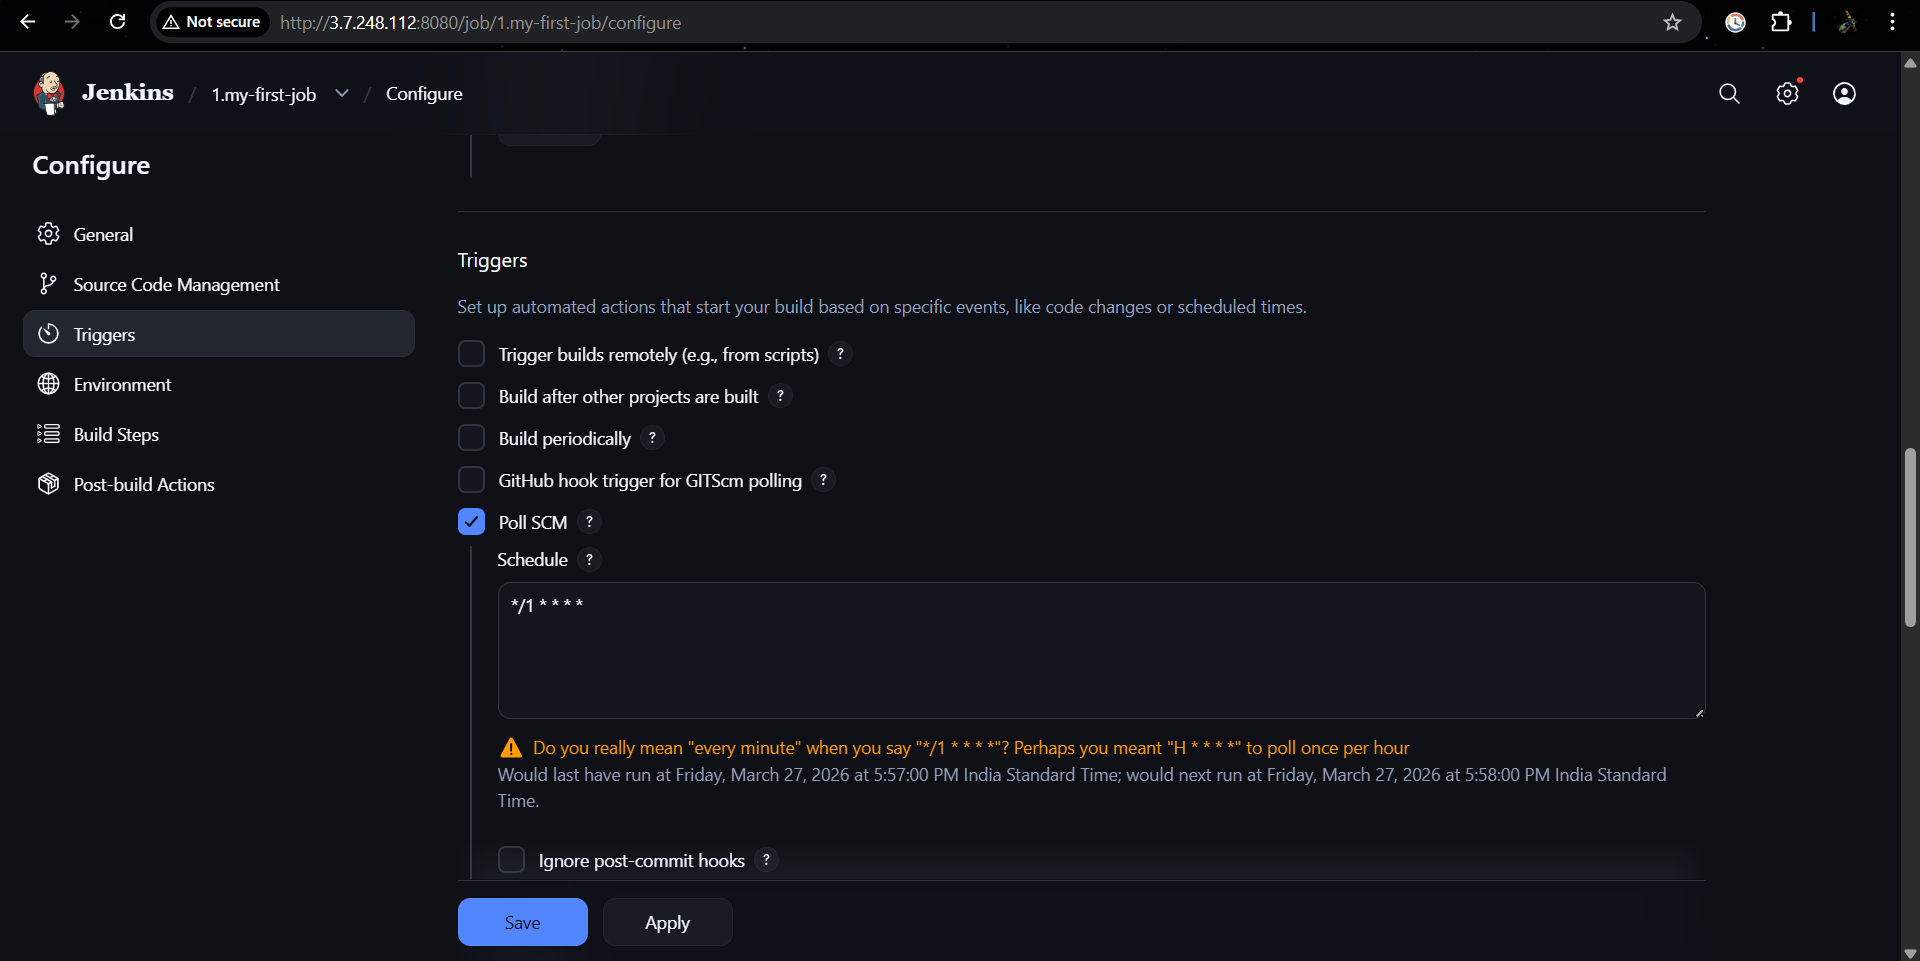 Not secure http://3.7.248.112:8080/job/1.my-first-job/configure
Jenkins / 1.my-first-job / Configure
Configure
General
Source Code Management
Triggers
Environment
Build Steps
Post-build Actions
Triggers
Set up automated actions that start your build based on specific events, like code changes or scheduled times.
Trigger builds remotely (e.g., from scripts) ?
Build after other projects are built ?
Build periodically ?
GitHub hook trigger for GITScm polling ?
Poll SCM ?
Schedule ?
*/1 * * * *
Do you really mean "every minute" when you say "*/1 * * * *"? Perhaps you meant "H * * * *" to poll once per hour
Would last have run at Friday, March 27, 2026 at 5:57:00 PM India Standard Time; would next run at Friday, March 27, 2026 at 5:58:00 PM India Standard
Time.
Ignore post-commit hooks ?
Save
Apply